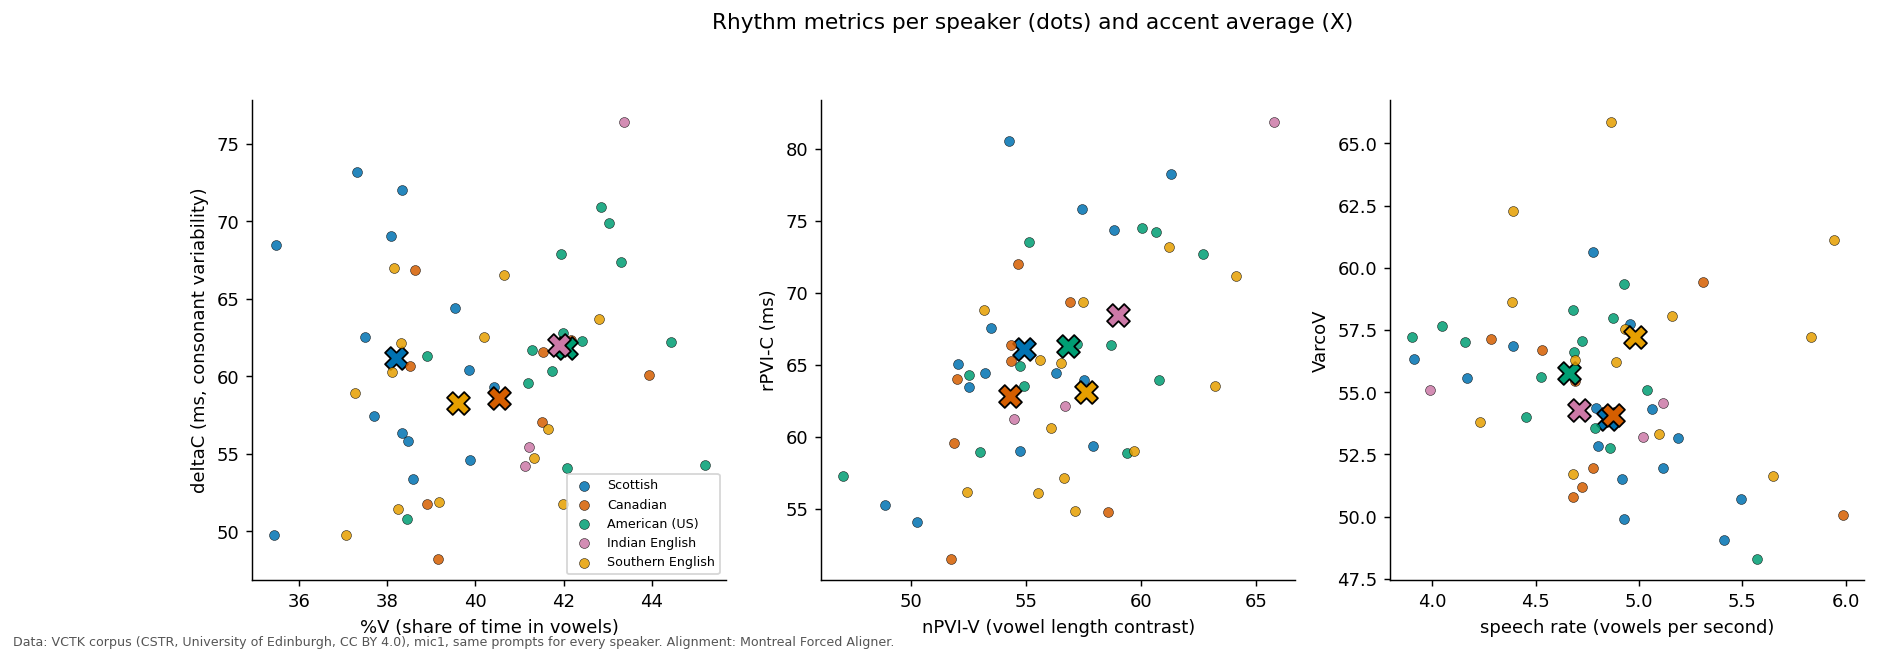 Rhythm metrics per speaker (dots) and accent average (X)
deltaC (ms, consonant variability)
75
70
65
60
55
50
36 38 40 42 44
%V (share of time in vowels)
Scottish
Canadian
American (US)
Indian English
Southern English
rPVI-C (ms)
80
75
70
65
60
55
50 55 60 65
nPVI-V (vowel length contrast)
VarcoV
65.0
62.5
60.0
57.5
55.0
52.5
50.0
47.5
4.0 4.5 5.0 5.5 6.0
speech rate (vowels per second)
Data: VCTK corpus (CSTR, University of Edinburgh, CC BY 4.0), mic1, same prompts for every speaker. Alignment: Montreal Forced Aligner.